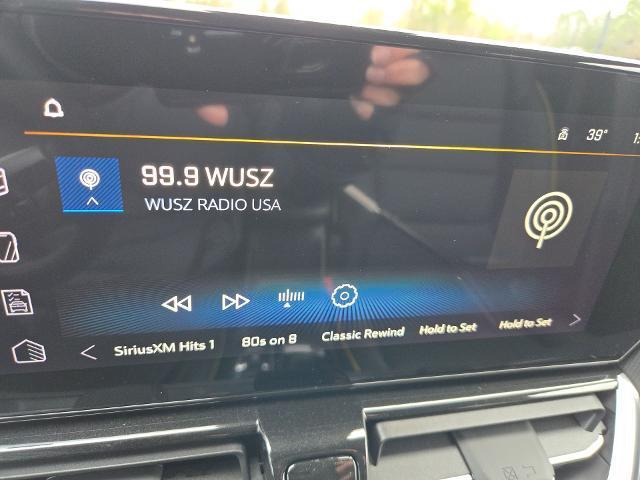 39°
99.9 WUSZ
WUSZ RADIO USA
SiriusXM Hits 1
80s on 8
Classic Rewind
Hold to Set
Hold to Set